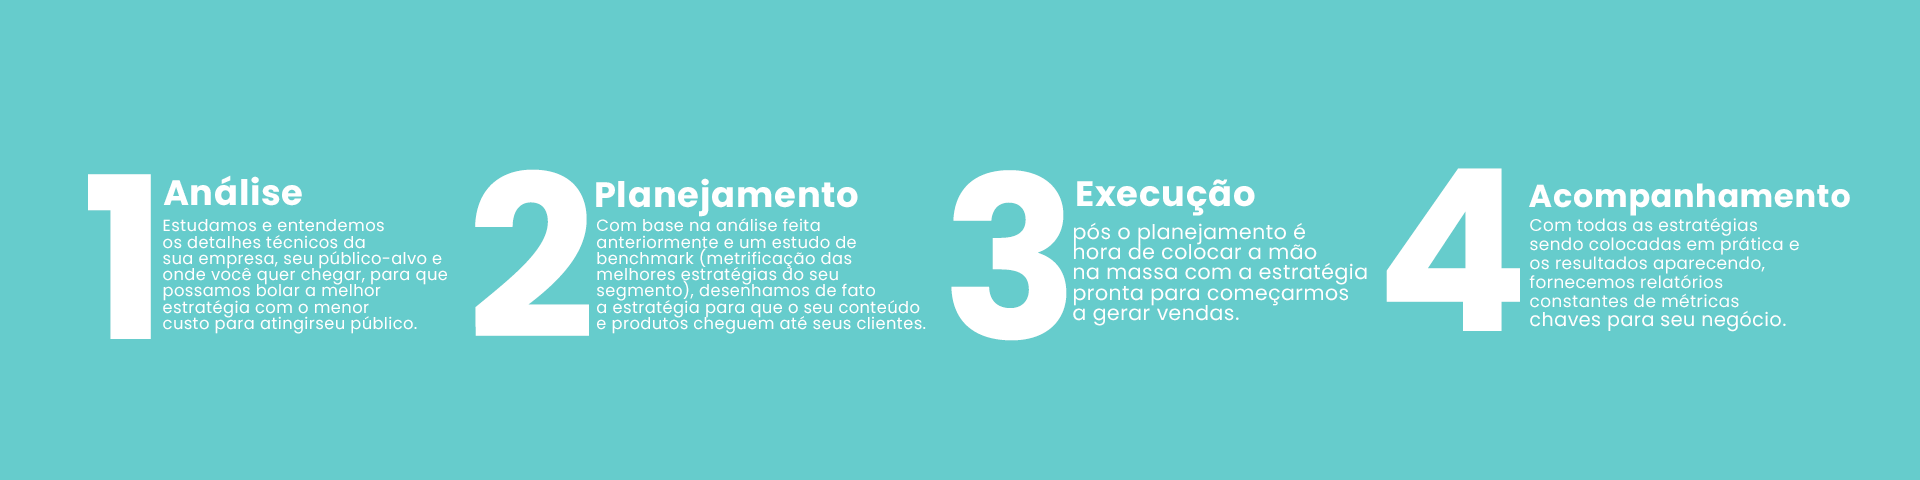 1
Análise
Estudamos e entendemos
os detalhes técnicos da
sua empresa, seu público-alvo e
onde você quer chegar, para que
possamos bolar a melhor
estratégia com o menor
custo para atingirseu público.
2
Planejamento
Com base na análise feita
anteriormente e um estudo de
benchmark (metrificação das
melhores estratégias do seu
segmento), desenhamos de fato
a estratégia para que o seu conteúdo
e produtos cheguem até seus clientes.
3
Execução
pós o planejamento é
hora de colocar a mão
na massa com a estratégia
pronta para começarmos
a gerar vendas.
4
Acompanhamento
Com todas as estratégias
sendo colocadas em prática e
os resultados aparecendo,
fornecemos relatórios
constantes de métricas
chaves para seu negócio.